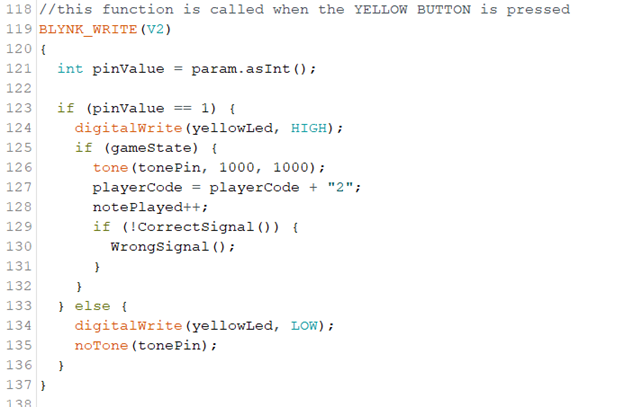 118 //this function is called when the YELLOW BUTTON is pressed
119 BLYNK_WRITE(V2)
120 {
121   int pinValue = param.asInt();
122
123   if (pinValue == 1) {
124     digitalWrite(yellowLed, HIGH);
125     if (gameState) {
126       tone(tonePin, 1000, 1000);
127       playerCode = playerCode + "2";
128       notePlayed++;
129       if (!CorrectSignal()) {
130         WrongSignal();
131       }
132     }
133   } else {
134     digitalWrite(yellowLed, LOW);
135     noTone(tonePin);
136   }
137 }
138